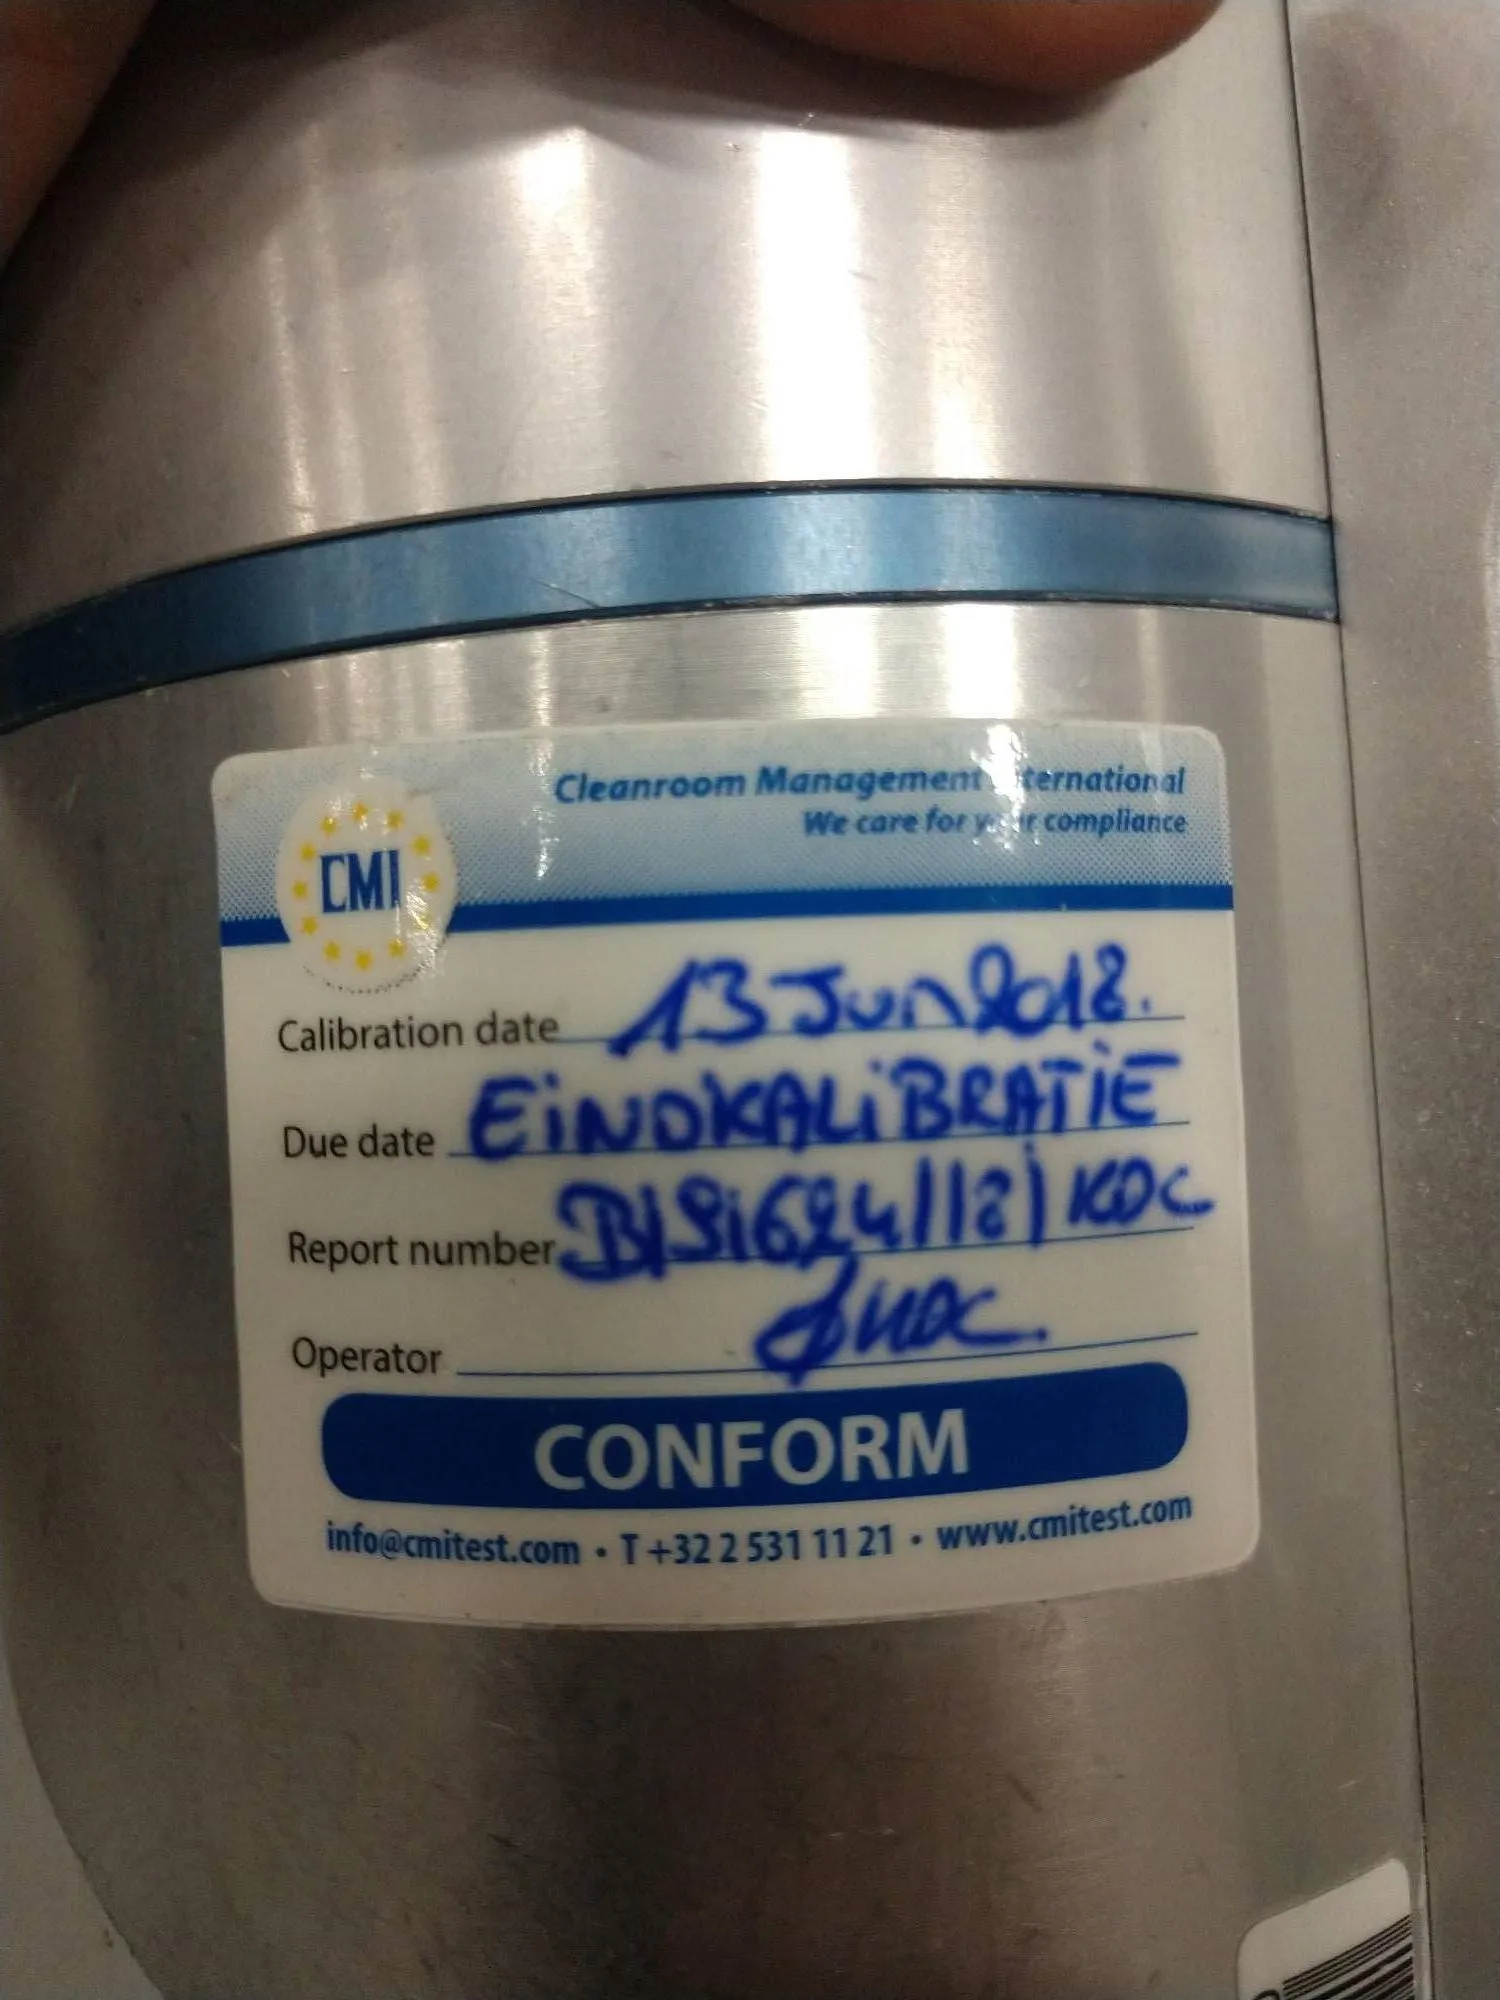 Cleanroom Management International
We care for your compliance
CMI
Calibration date 13 Jun 2018.
Due date EiNDKALiBRATiE
Report number
Operator
CONFORM
info@cmitest.com • T +32 2 531 11 21 • www.cmitest.com